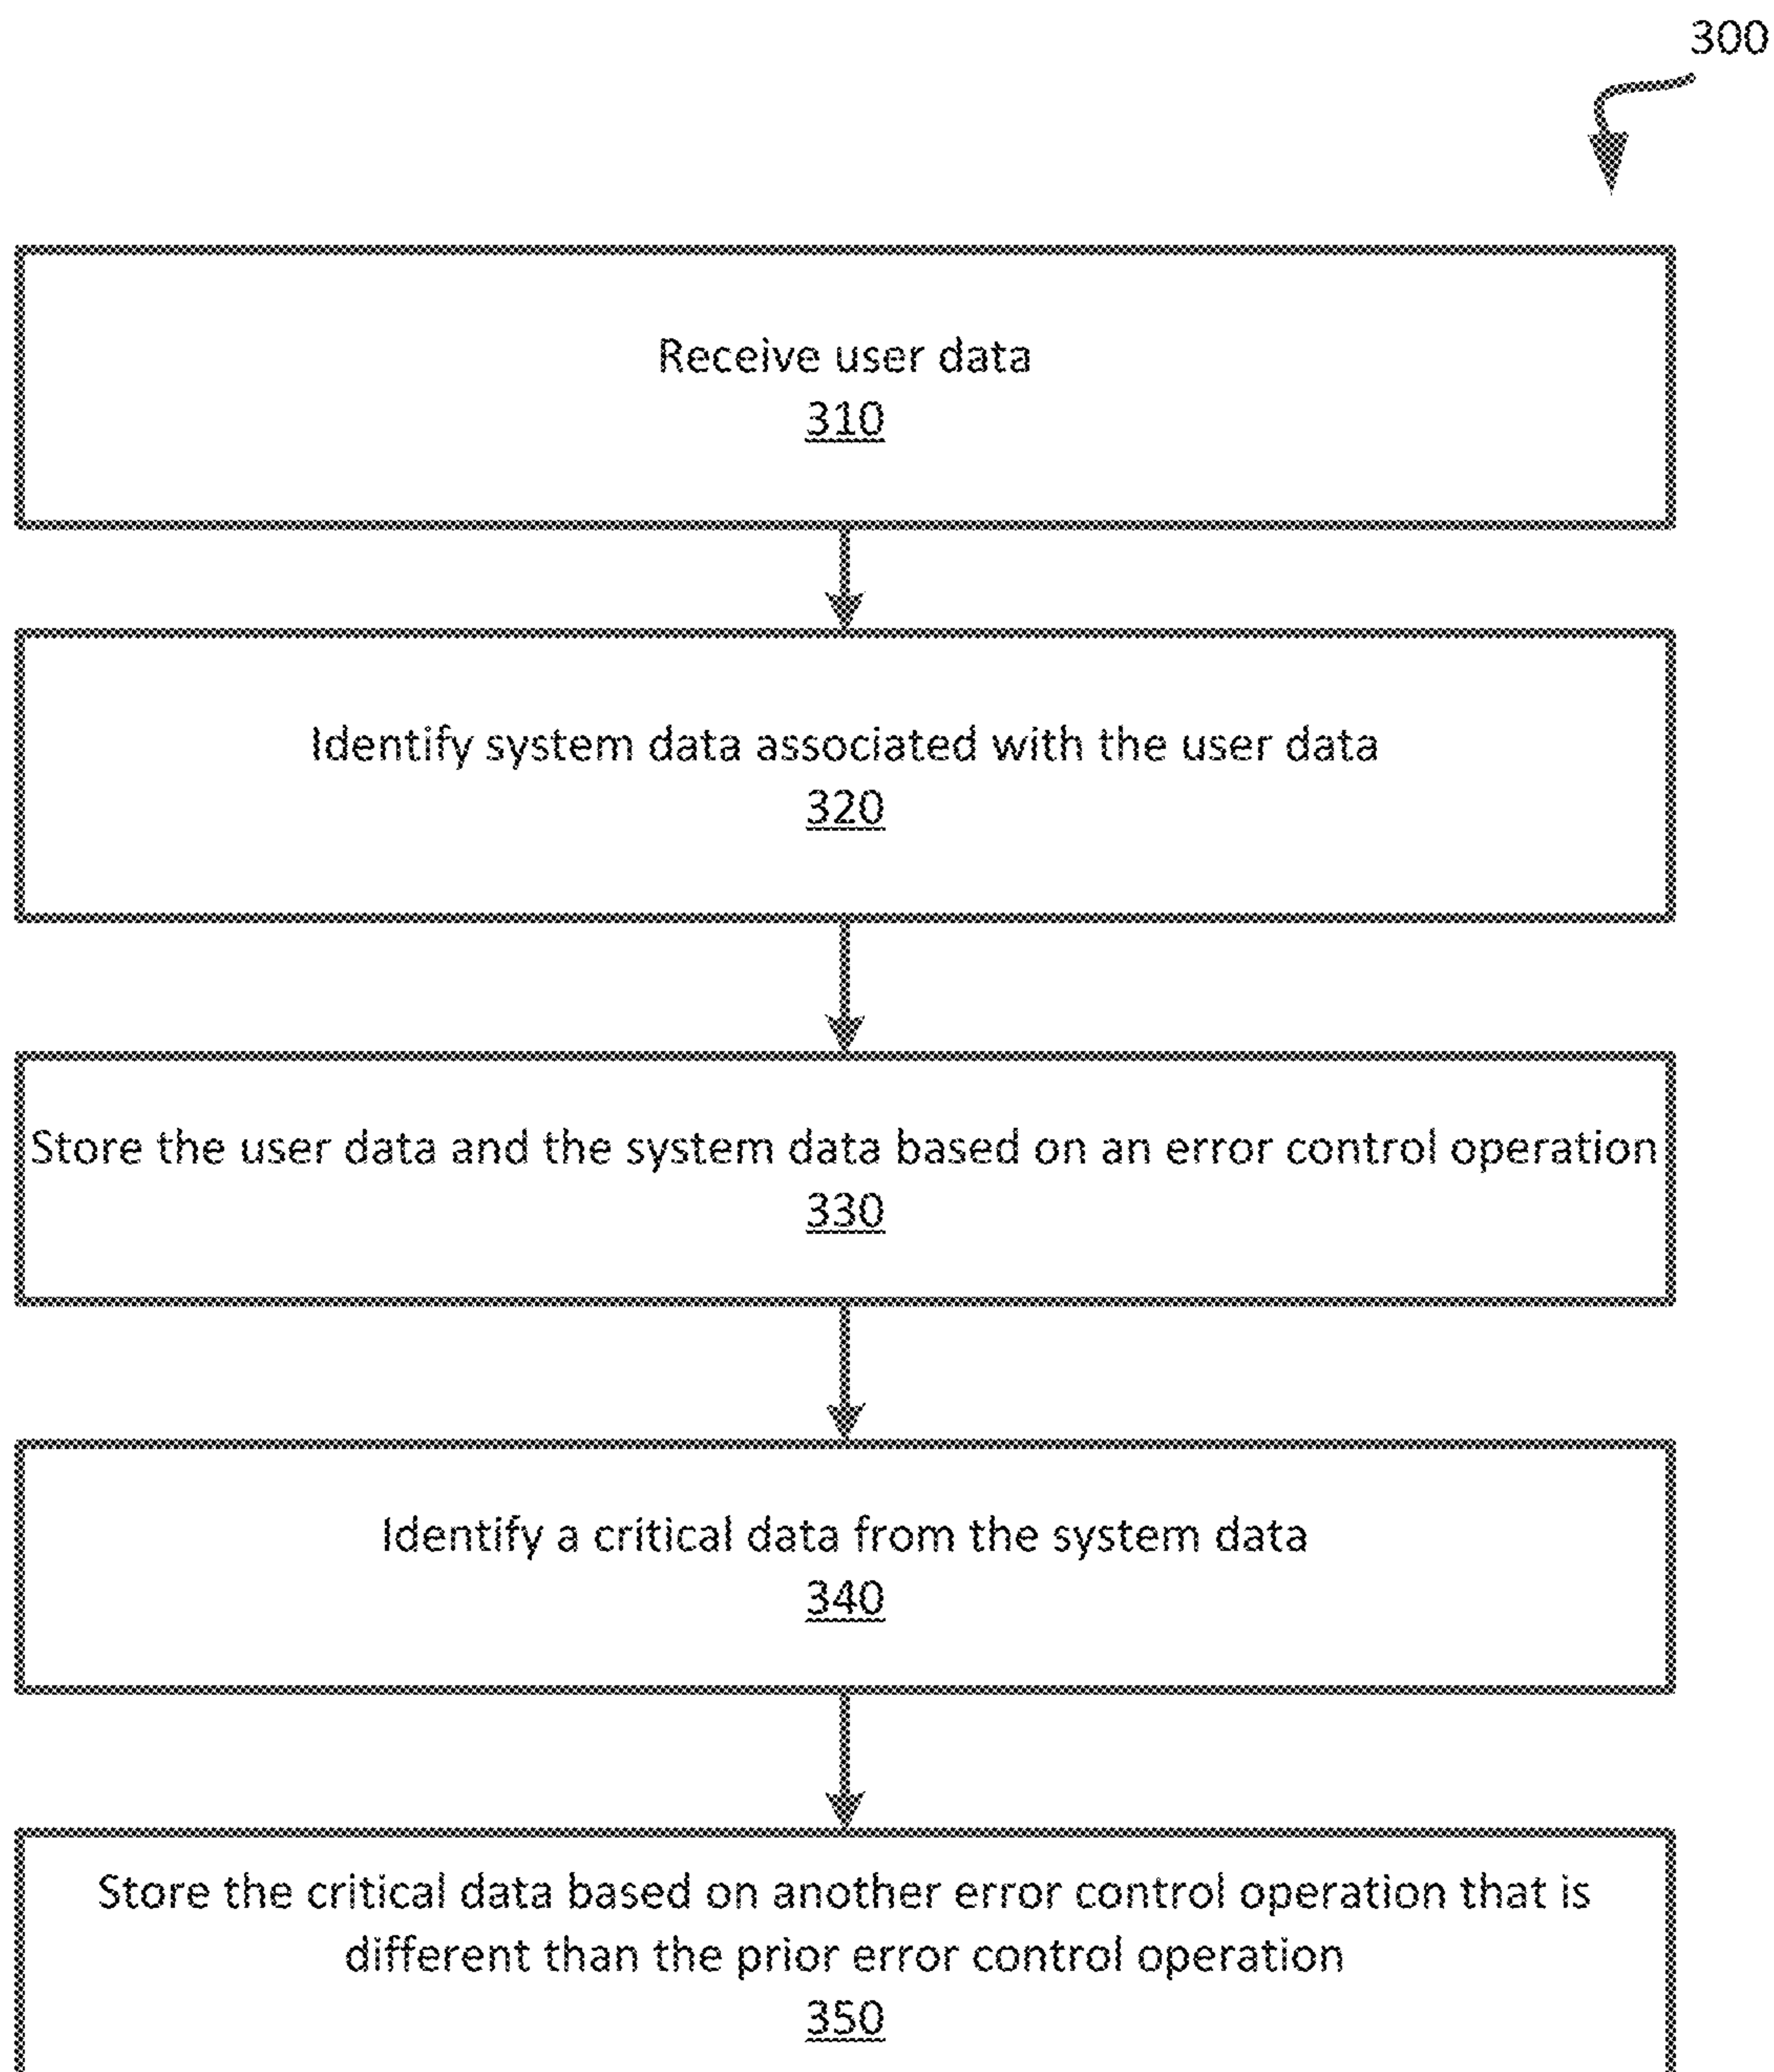 300
Receive user data
310
Identify system data associated with the user data
320
Store the user data and the system data based on an error control operation
330
Identify a critical data from the system data
340
Store the critical data based on another error control operation that is
different than the prior error control operation
350